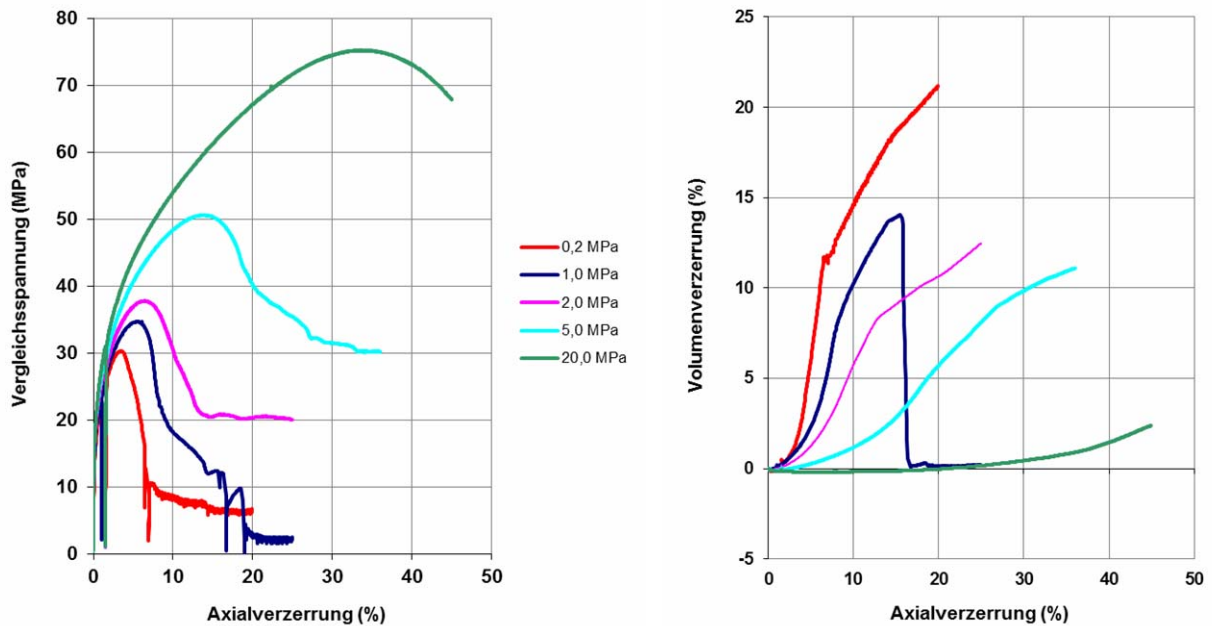 Vergleichsspannung (MPa)
80
70
60
50
40
30
20
10
0
0 10 20 30 40 50
Axialverzerrung (%)
0,2 MPa
1,0 MPa
2,0 MPa
5,0 MPa
20,0 MPa
Volumenverzerrung (%)
25
20
15
10
5
0
-5
0 10 20 30 40 50
Axialverzerrung (%)